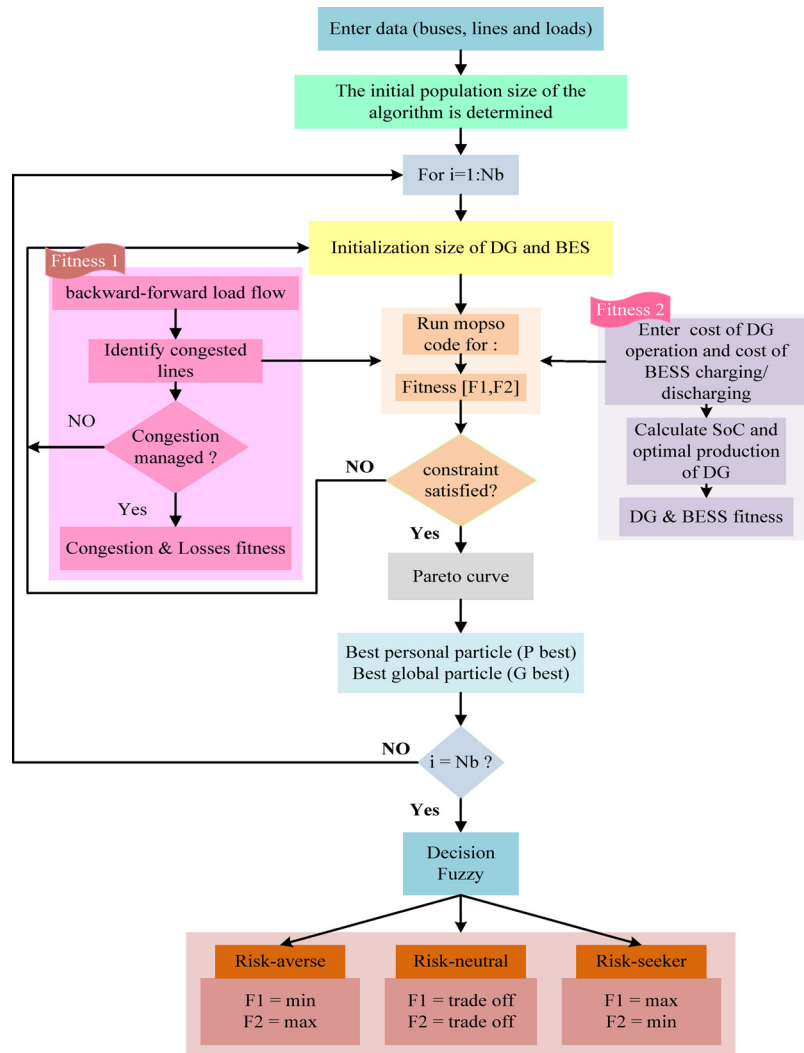 Enter data (buses, lines and loads)
The initial population size of the
algorithm is determined
For i=1:Nb
Initialization size of DG and BES
Fitness 1
backward-forward load flow
Identify congested
lines
NO
Congestion
managed ?
Yes
Congestion & Losses fitness
Run mopso
code for :
Fitness [F1,F2]
Fitness 2
Enter cost of DG
operation and cost of
BESS charging/
discharging
Calculate SoC and
optimal production
of DG
DG & BESS fitness
NO
constraint
satisfied?
Yes
Pareto curve
Best personal particle (P best)
Best global particle (G best)
NO
i = Nb ?
Yes
Decision
Fuzzy
Risk-averse
F1 = min
F2 = max
Risk-neutral
F1 = trade off
F2 = trade off
Risk-seeker
F1 = max
F2 = min